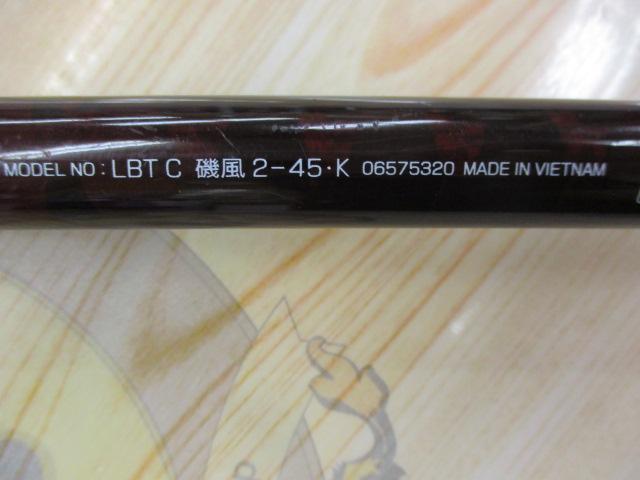 MODEL NO : LBT C 磯風 2-45・K 06575320 MADE IN VIETNAM